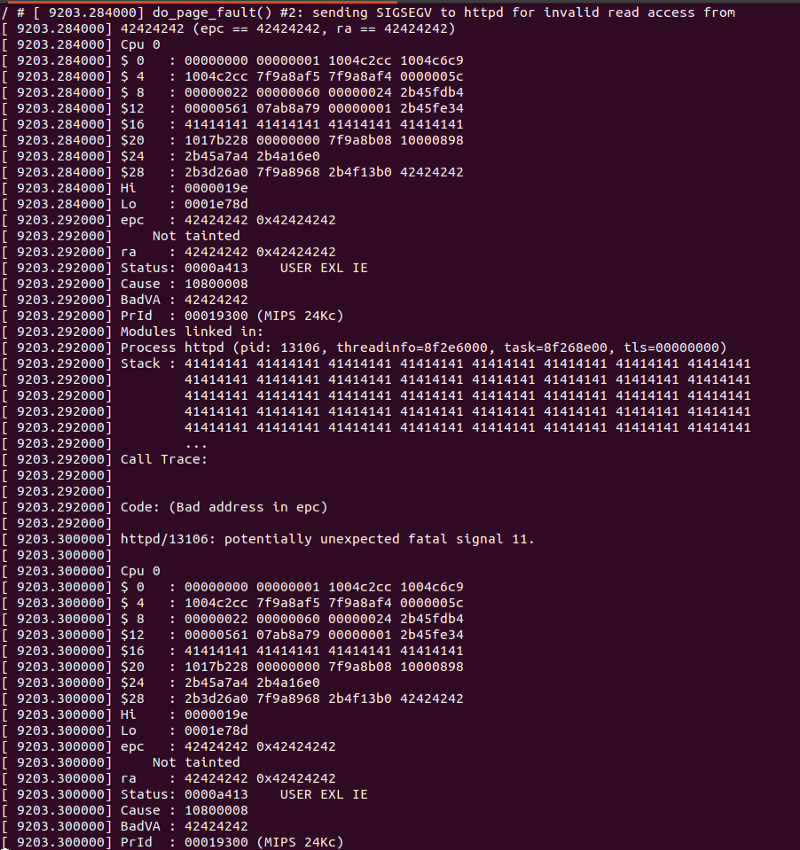 / # [ 9203.284000] do_page_fault() #2: sending SIGSEGV to httpd for invalid read access from
[ 9203.284000] 42424242 (epc == 42424242, ra == 42424242)
[ 9203.284000] Cpu 0
[ 9203.284000] $ 0   : 00000000 00000001 1004c2cc 1004c6c9
[ 9203.284000] $ 4   : 1004c2cc 7f9a8af5 7f9a8af4 0000005c
[ 9203.284000] $ 8   : 00000022 00000060 00000024 2b45fdb4
[ 9203.284000] $12   : 00000561 07ab8a79 00000001 2b45fe34
[ 9203.284000] $16   : 41414141 41414141 41414141 41414141
[ 9203.284000] $20   : 1017b228 00000000 7f9a8b08 10000898
[ 9203.284000] $24   : 2b45a7a4 2b4a16e0
[ 9203.284000] $28   : 2b3d26a0 7f9a8968 2b4f13b0 42424242
[ 9203.284000] Hi    : 0000019e
[ 9203.284000] Lo    : 0001e78d
[ 9203.292000] epc   : 42424242 0x42424242
[ 9203.292000]     Not tainted
[ 9203.292000] ra    : 42424242 0x42424242
[ 9203.292000] Status: 0000a413    USER EXL IE
[ 9203.292000] Cause : 10800008
[ 9203.292000] BadVA : 42424242
[ 9203.292000] PrId  : 00019300 (MIPS 24Kc)
[ 9203.292000] Modules linked in:
[ 9203.292000] Process httpd (pid: 13106, threadinfo=8f2e6000, task=8f268e00, tls=00000000)
[ 9203.292000] Stack : 41414141 41414141 41414141 41414141 41414141 41414141 41414141 41414141
[ 9203.292000]         41414141 41414141 41414141 41414141 41414141 41414141 41414141 41414141
[ 9203.292000]         41414141 41414141 41414141 41414141 41414141 41414141 41414141 41414141
[ 9203.292000]         41414141 41414141 41414141 41414141 41414141 41414141 41414141 41414141
[ 9203.292000]         41414141 41414141 41414141 41414141 41414141 41414141 41414141 41414141
[ 9203.292000]         ...
[ 9203.292000] Call Trace:
[ 9203.292000]
[ 9203.292000]
[ 9203.292000] Code: (Bad address in epc)
[ 9203.292000]
[ 9203.300000] httpd/13106: potentially unexpected fatal signal 11.
[ 9203.300000]
[ 9203.300000] Cpu 0
[ 9203.300000] $ 0   : 00000000 00000001 1004c2cc 1004c6c9
[ 9203.300000] $ 4   : 1004c2cc 7f9a8af5 7f9a8af4 0000005c
[ 9203.300000] $ 8   : 00000022 00000060 00000024 2b45fdb4
[ 9203.300000] $12   : 00000561 07ab8a79 00000001 2b45fe34
[ 9203.300000] $16   : 41414141 41414141 41414141 41414141
[ 9203.300000] $20   : 1017b228 00000000 7f9a8b08 10000898
[ 9203.300000] $24   : 2b45a7a4 2b4a16e0
[ 9203.300000] $28   : 2b3d26a0 7f9a8968 2b4f13b0 42424242
[ 9203.300000] Hi    : 0000019e
[ 9203.300000] Lo    : 0001e78d
[ 9203.300000] epc   : 42424242 0x42424242
[ 9203.300000]     Not tainted
[ 9203.300000] ra    : 42424242 0x42424242
[ 9203.300000] Status: 0000a413    USER EXL IE
[ 9203.300000] Cause : 10800008
[ 9203.300000] BadVA : 42424242
[ 9203.300000] PrId  : 00019300 (MIPS 24Kc)